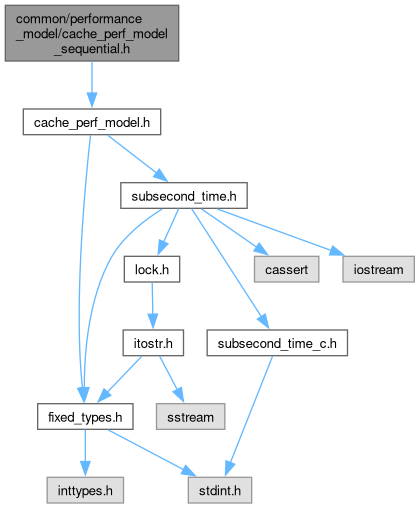 common/performance
_model/cache_perf_model
_sequential.h
cache_perf_model.h
subsecond_time.h
lock.h
cassert
iostream
itostr.h
subsecond_time_c.h
fixed_types.h
sstream
inttypes.h
stdint.h